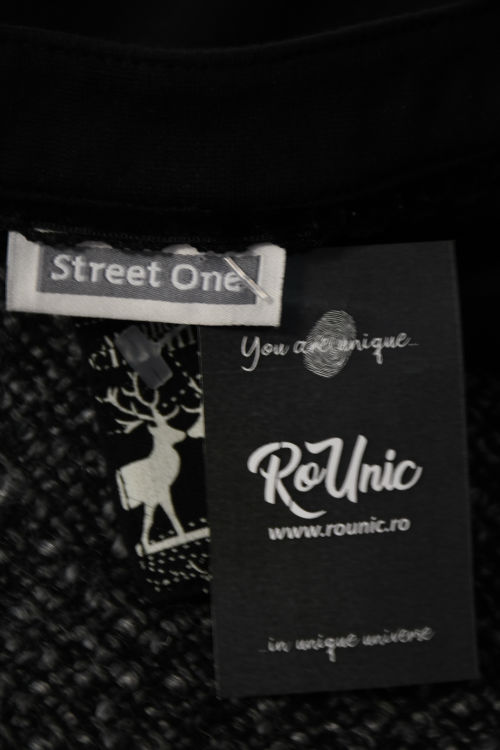 Street One
You are unique...
RoUnic
www.rounic.ro
...in unique universe